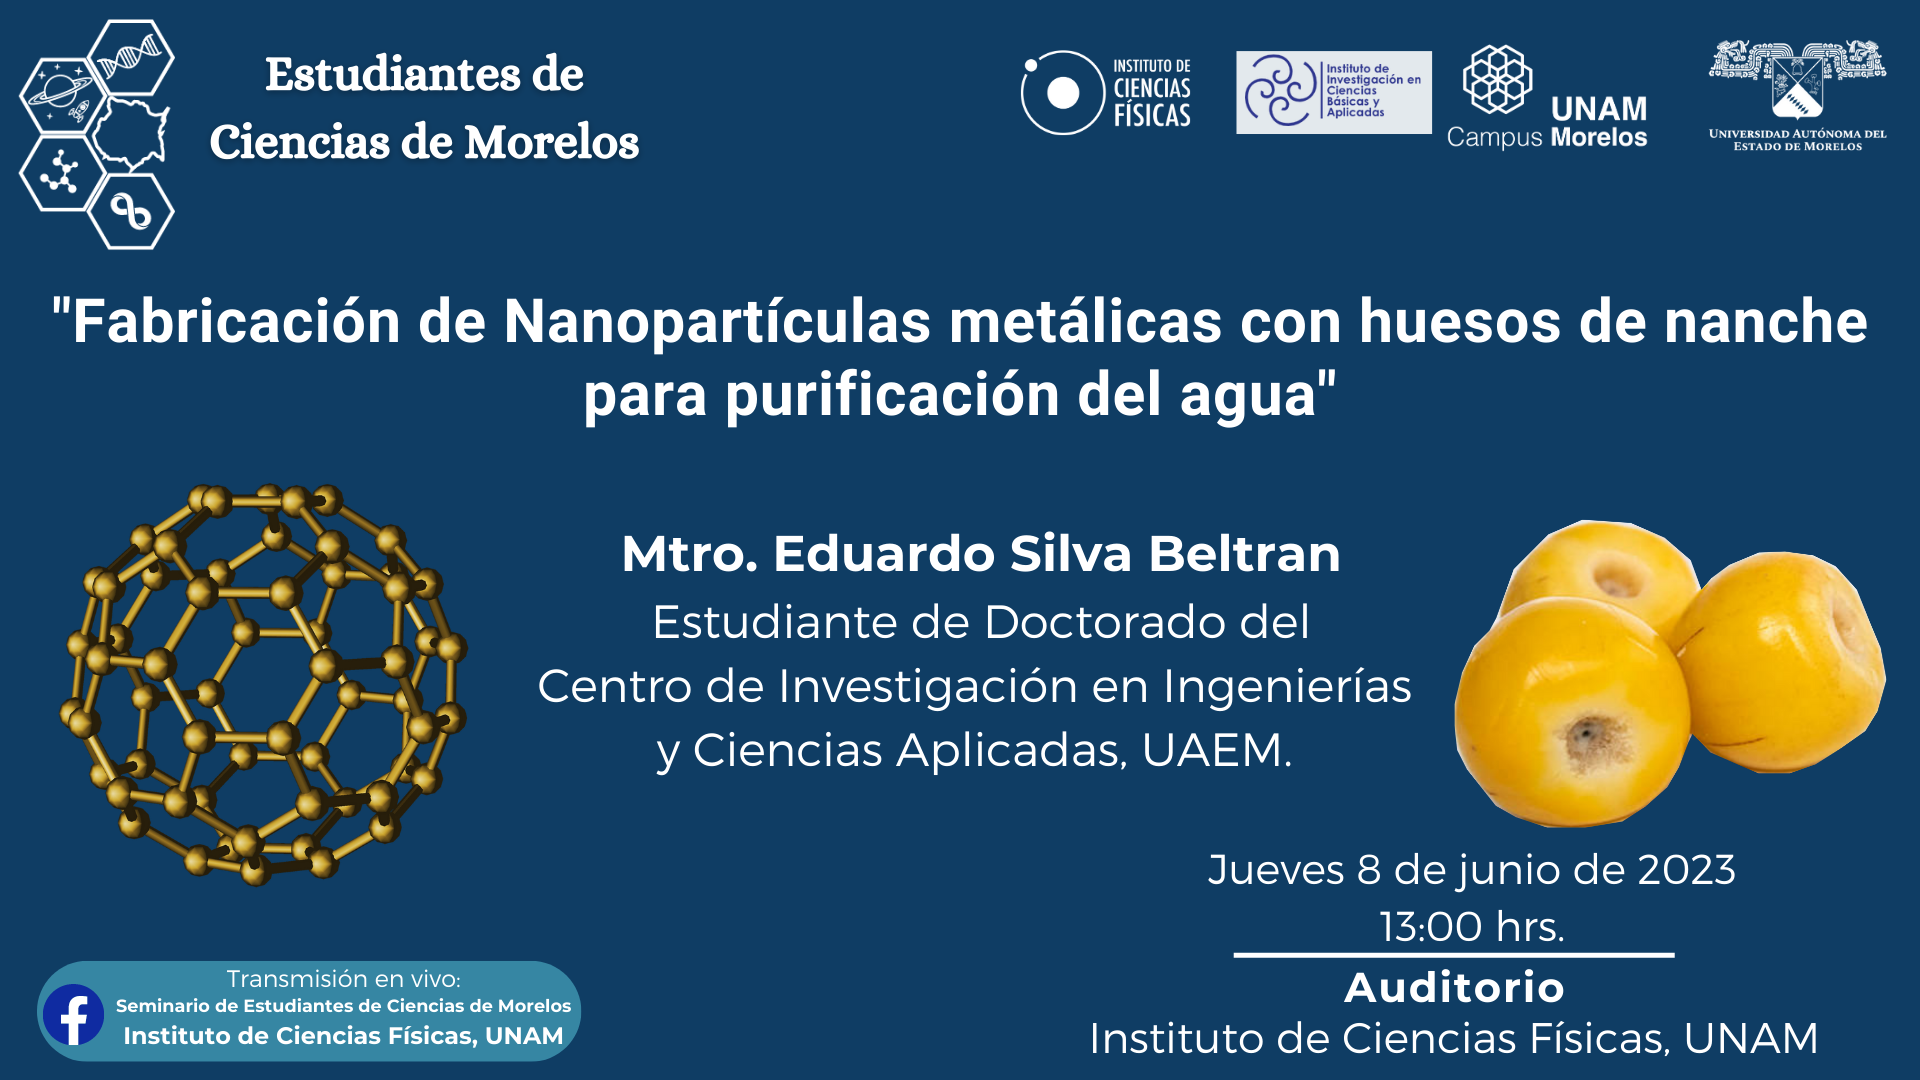 Estudiantes de
Ciencias de Morelos
INSTITUTO DE
CIENCIAS
FÍSICAS
Instituto de
Investigación en
Ciencias
Básicas y
Aplicadas
UNAM
Campus Morelos
UNIVERSIDAD AUTÓNOMA DEL
ESTADO DE MORELOS
"Fabricación de Nanopartículas metálicas con huesos de nanche
para purificación del agua"
Mtro. Eduardo Silva Beltran
Estudiante de Doctorado del
Centro de Investigación en Ingenierías
y Ciencias Aplicadas, UAEM.
Jueves 8 de junio de 2023
13:00 hrs.
Auditorio
Instituto de Ciencias Físicas, UNAM
Transmisión en vivo:
Seminario de Estudiantes de Ciencias de Morelos
Instituto de Ciencias Físicas, UNAM